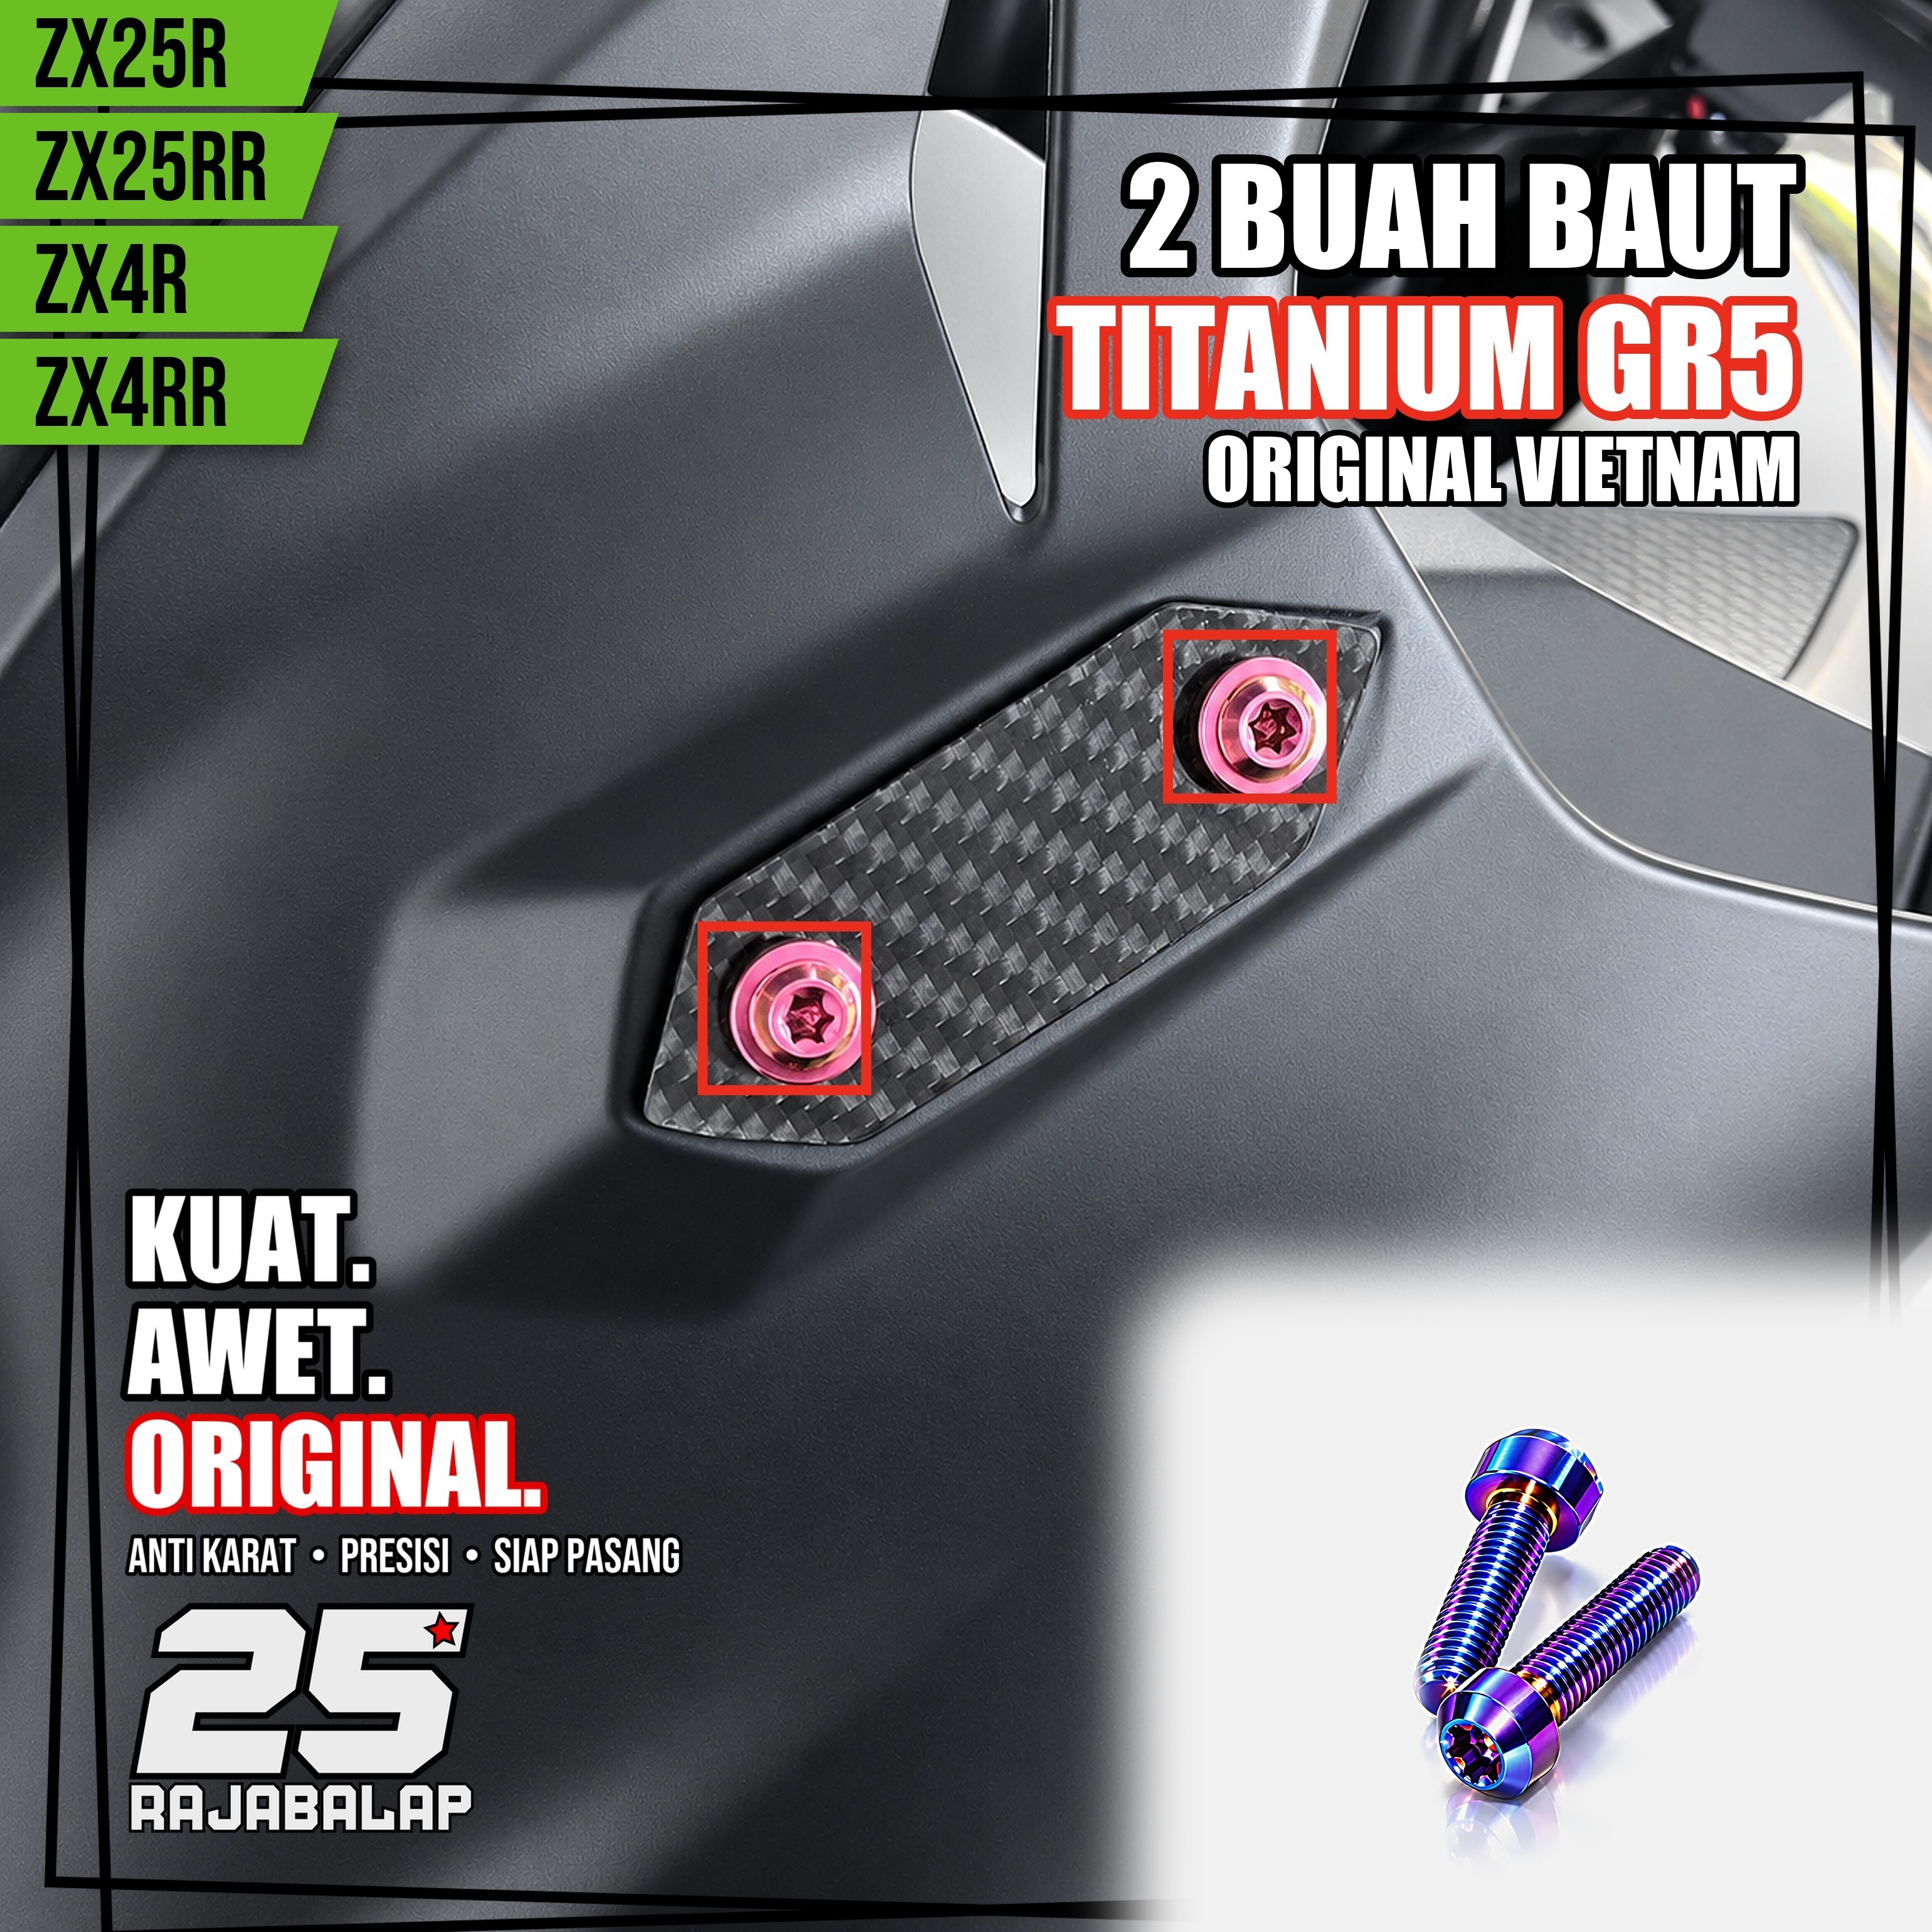 ZX25R
ZX25RR
ZX4R
ZX4RR
2 BUAH BAUT
TITANIUM GR5
ORIGINAL VIETNAM
KUAT.
AWET.
ORIGINAL.
ANTI KARAT • PRESISI • SIAP PASANG
25
RAJABALAP